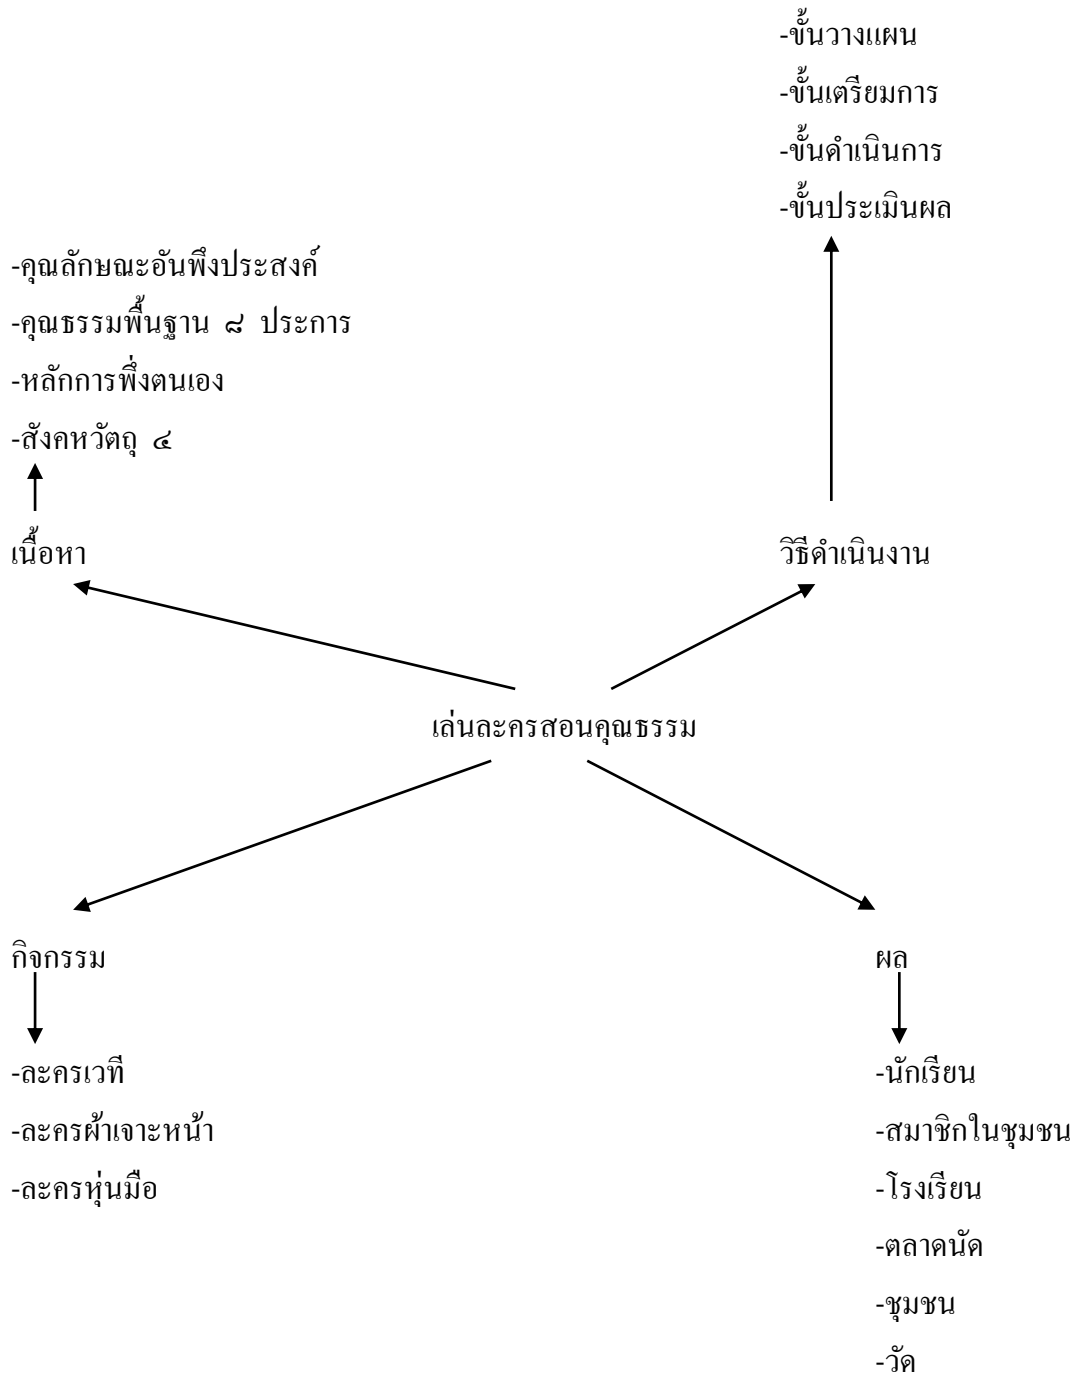 -ขั้นวางแผน
-ขั้นเตรียมการ
-ขั้นดำเนินการ
-ขั้นประเมินผล
-คุณลักษณะอันพึงประสงค์
-คุณธรรมพื้นฐาน ๘ ประการ
-หลักการพึ่งตนเอง
-สังคหวัตถุ ๔
เนื้อหา
วิธีดำเนินงาน
เล่นละครสอนคุณธรรม
กิจกรรม
ผล
-ละครเวที
-ละครผ้าเจาะหน้า
-ละครหุ่นมือ
-นักเรียน
-สมาชิกในชุมชน
-โรงเรียน
-ตลาดนัด
-ชุมชน
-วัด